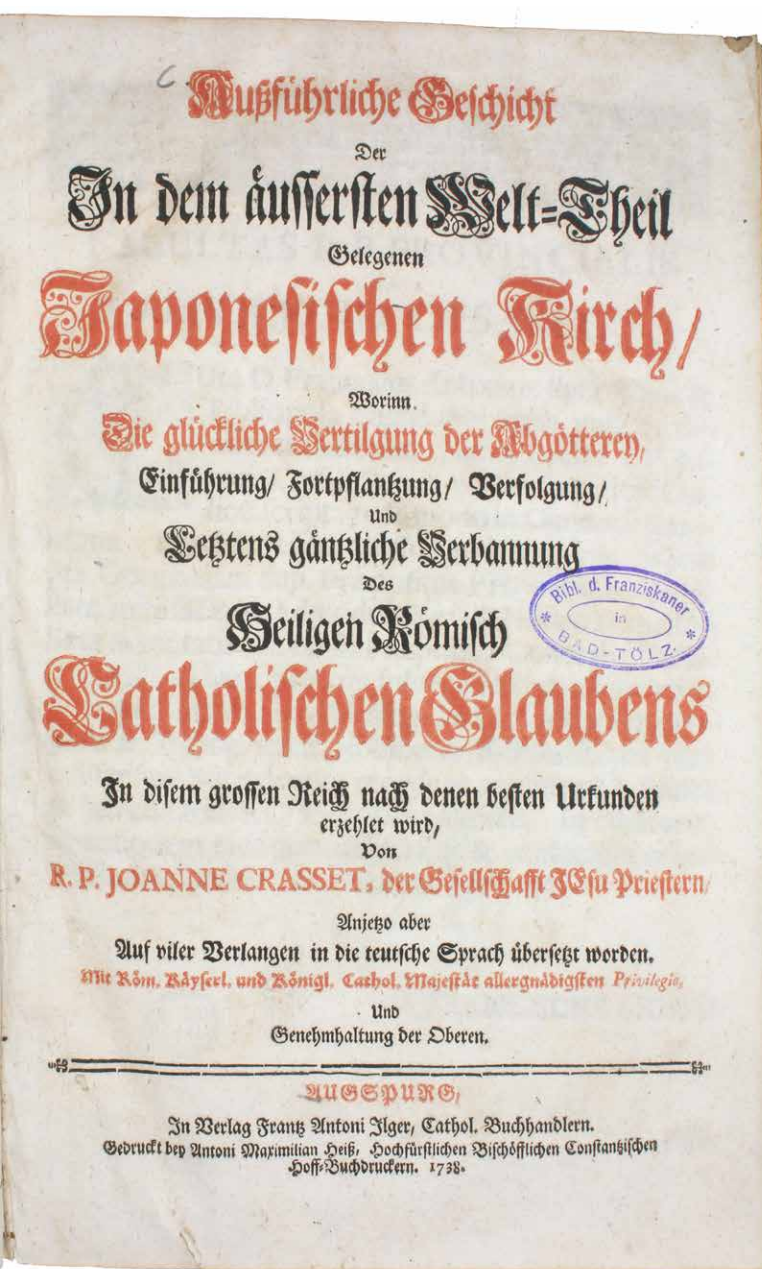 Außführliche Geschicht
Der
In dem äussersten Welt=Theil
Gelegenen
Japonesischen Kirch/
Worinn
Die glückliche Vertilgung der Abgötterey/
Einführung/ Fortpflantzung/ Verfolgung/
Und
Letztens gäntzliche Verbannung
Des
Heiligen Römisch
Catholischen Glaubens
In disem grossen Reich nach denen besten Urkunden
erzehlet wird/
Von
R. P. JOANNE CRASSET, der Gesellschafft JEsu Priestern/
Anjetzo aber
Auf viler Verlangen in die teutsche Sprach übersetzt worden.
Mit Röm. Käyserl. und Königl. Cathol. Majestät allergnädigsten Privilegio,
Und
Genehmhaltung der Oberen.
AUGSPURG/
In Verlag Frantz Antoni Ilger/ Cathol. Buchhandlern.
Gedruckt bey Antoni Maximilian Heiß/ Hochfürstlichen Bischöfflichen Constantzischen
Hoff=Buchdruckern. 1738.
Bibl. d. Franziskaner
in
* BAD-TÖLZ *